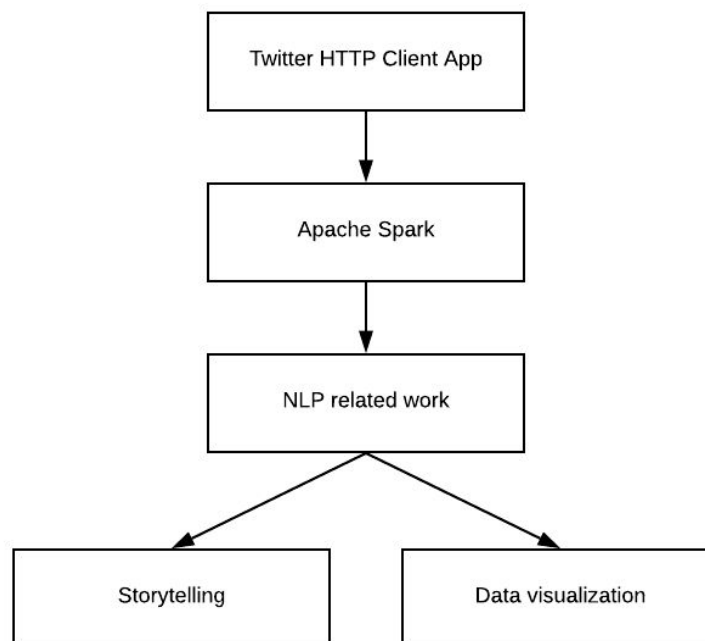 Twitter HTTP Client App
Apache Spark
NLP related work
Storytelling
Data visualization